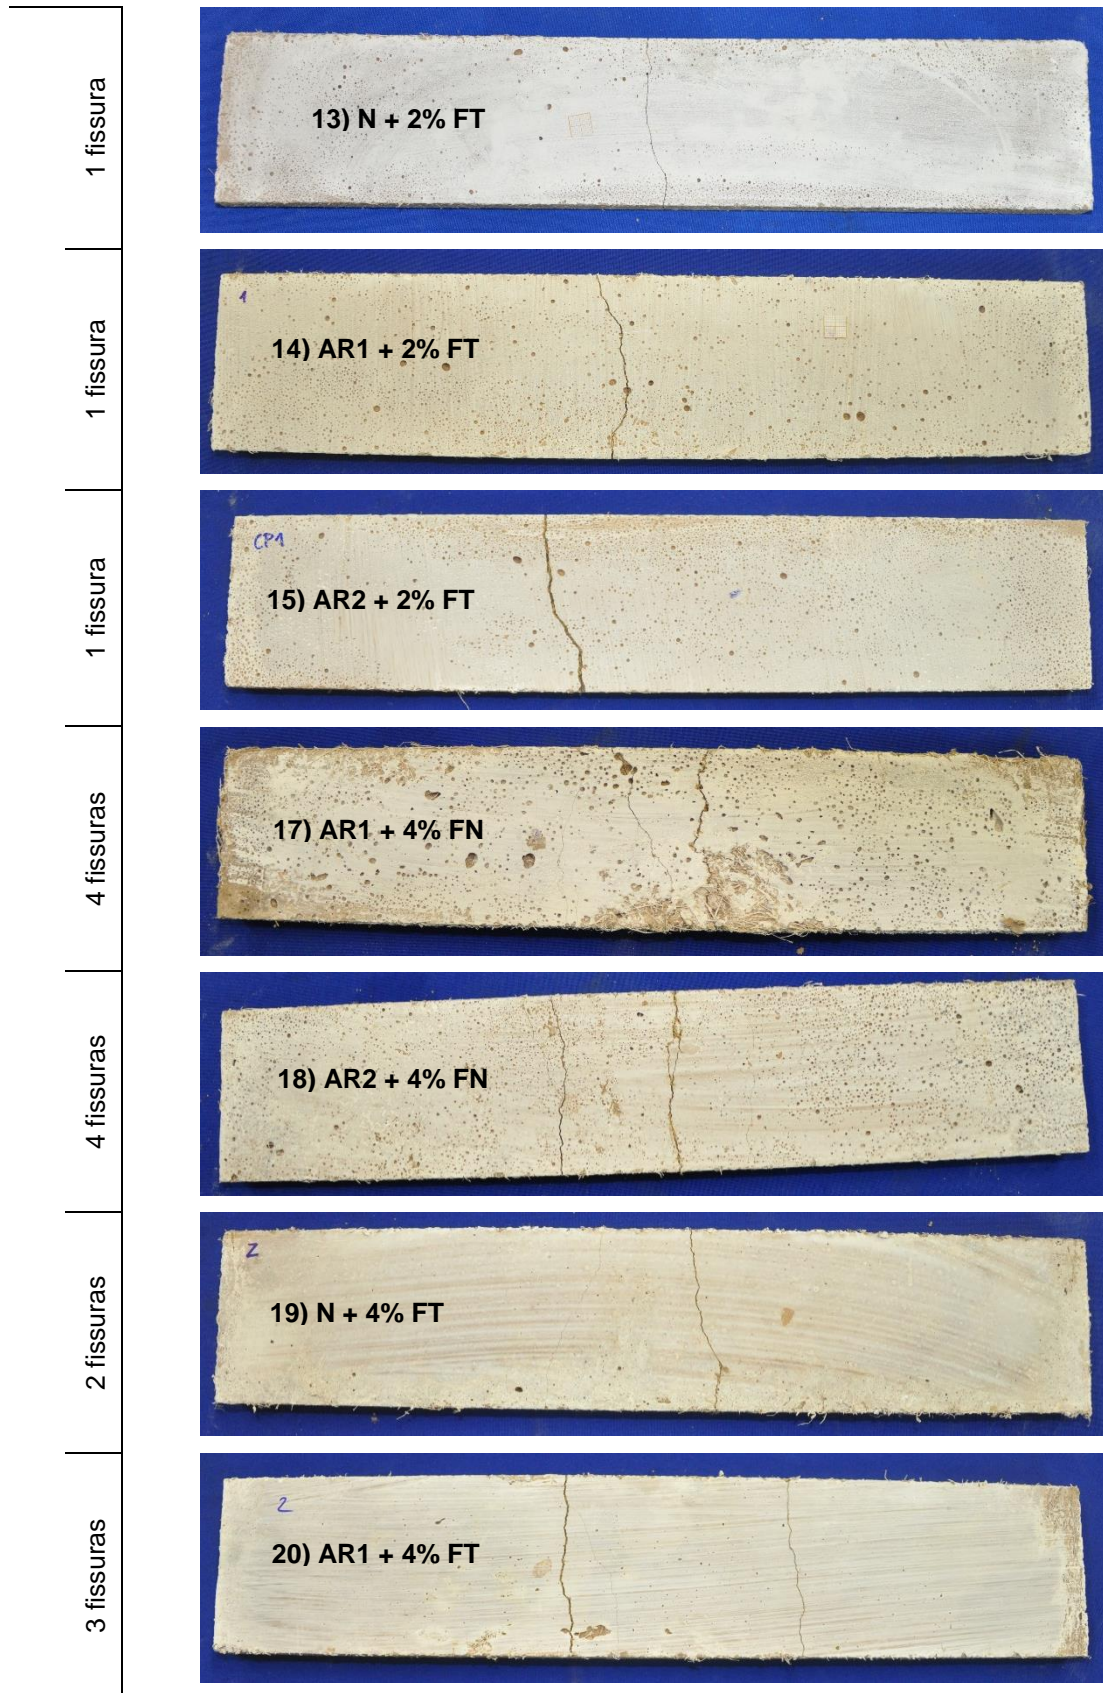 1 fissura
13) N + 2% FT
1 fissura
1
14) AR1 + 2% FT
1 fissura
CP1
15) AR2 + 2% FT
4 fissuras
17) AR1 + 4% FN
4 fissuras
18) AR2 + 4% FN
2 fissuras
2
19) N + 4% FT
3 fissuras
2
20) AR1 + 4% FT